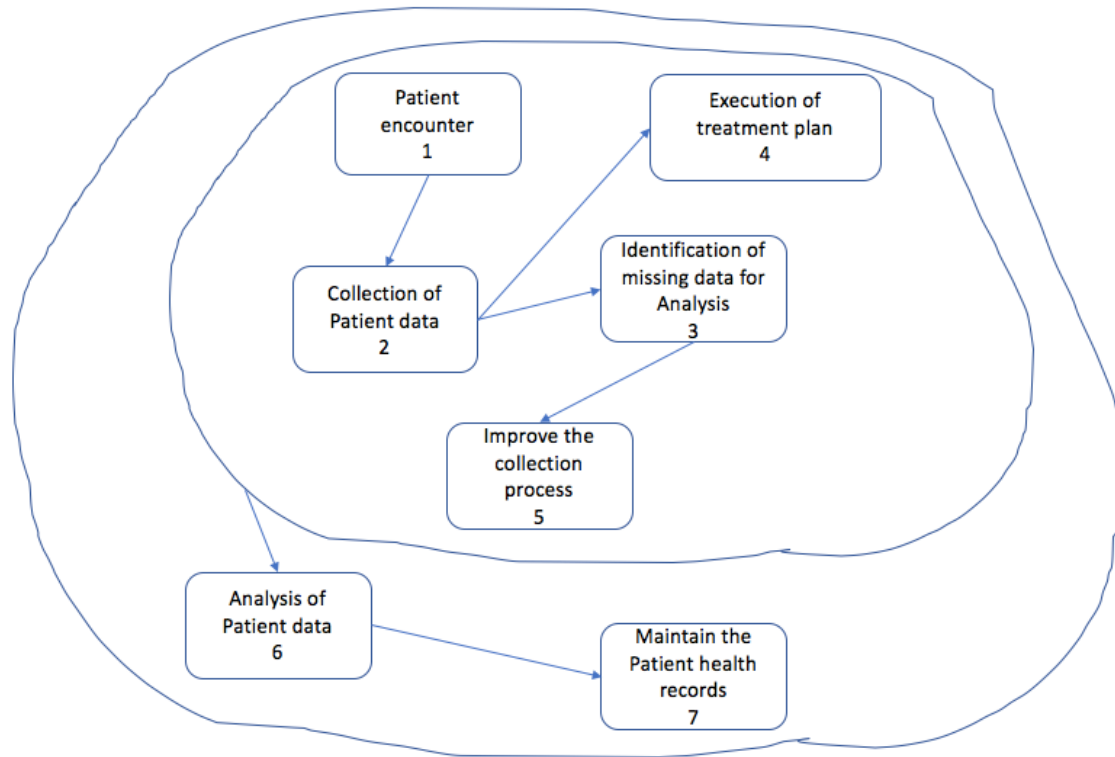 Patient
encounter
1
Execution of
treatment plan
4
Collection of
Patient data
2
Identification of
missing data for
Analysis
3
Improve the
collection
process
5
Analysis of
Patient data
6
Maintain the
Patient health
records
7